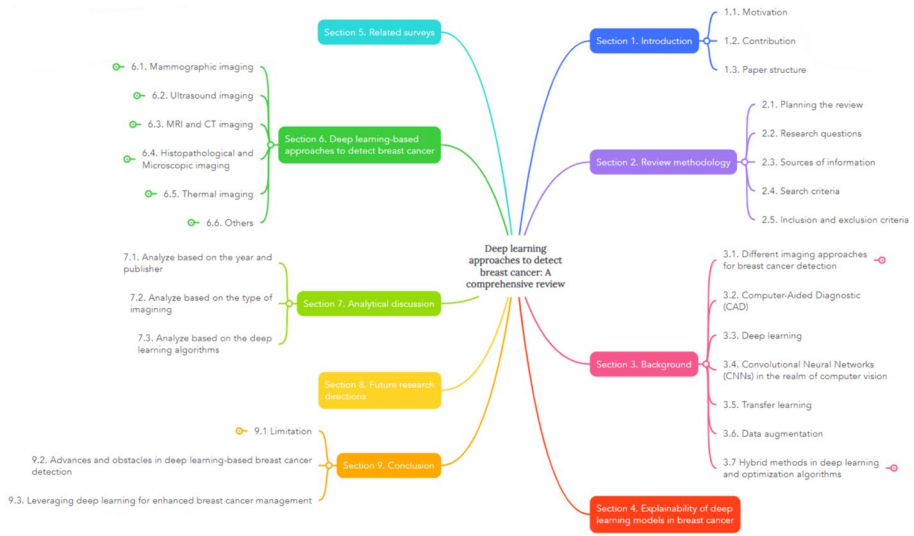 Deep learning
approaches to detect
breast cancer: A
comprehensive review
Section 1. Introduction
1.1. Motivation
1.2. Contribution
1.3. Paper structure
Section 2. Review methodology
2.1. Planning the review
2.2. Research questions
2.3. Sources of information
2.4. Search criteria
2.5. Inclusion and exclusion criteria
Section 3. Background
3.1. Different imaging approaches
for breast cancer detection
3.2. Computer-Aided Diagnostic
(CAD)
3.3. Deep learning
3.4. Convolutional Neural Networks
(CNNs) in the realm of computer vision
3.5. Transfer learning
3.6. Data augmentation
3.7 Hybrid methods in deep learning
and optimization algorithms
Section 4. Explainability of deep
learning models in breast cancer
Section 5. Related surveys
Section 6. Deep learning-based
approaches to detect breast cancer
6.1. Mammographic imaging
6.2. Ultrasound imaging
6.3. MRI and CT imaging
6.4. Histopathological and
Microscopic imaging
6.5. Thermal imaging
6.6. Others
Section 7. Analytical discussion
7.1. Analyze based on the year and
publisher
7.2. Analyze based on the type of
imagining
7.3. Analyze based on the deep
learning algorithms
Section 8. Future research
directions
Section 9. Conclusion
9.1 Limitation
9.2. Advances and obstacles in deep learning-based breast cancer
detection
9.3. Leveraging deep learning for enhanced breast cancer management